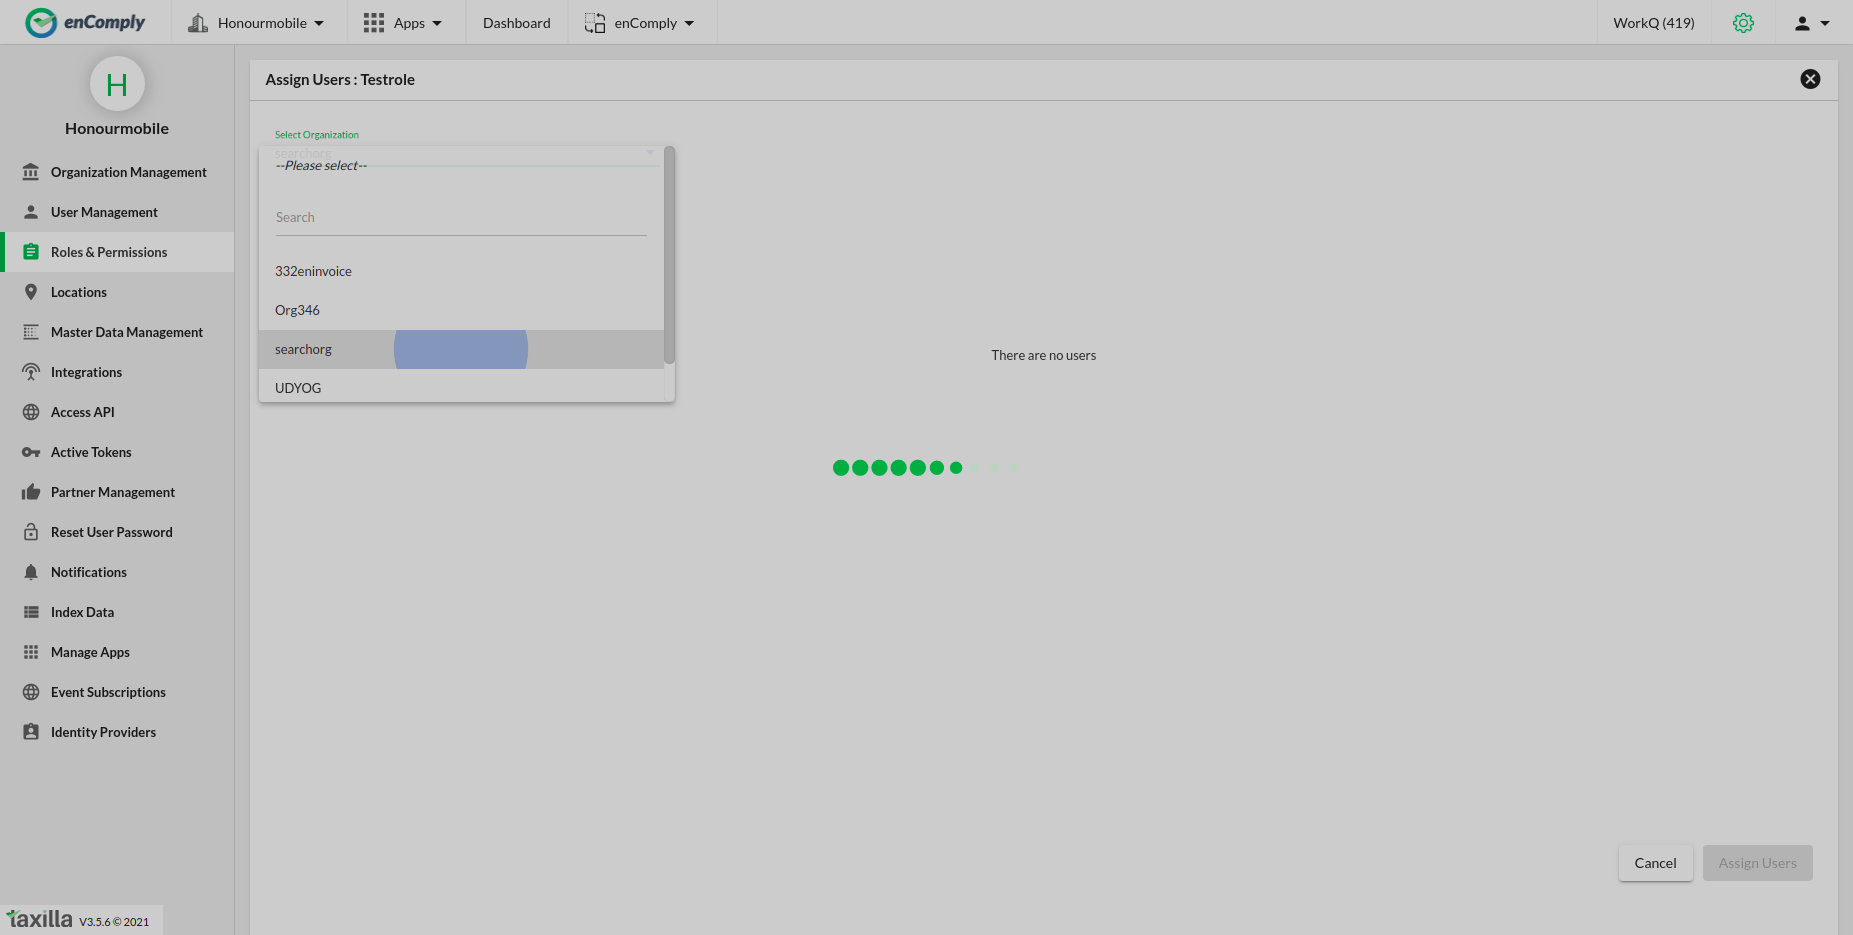 enComply
Honourmobile
Apps
Dashboard
enComply
WorkQ (419)
H
Honourmobile
Organization Management
User Management
Roles & Permissions
Locations
Master Data Management
Integrations
Access API
Active Tokens
Partner Management
Reset User Password
Notifications
Index Data
Manage Apps
Event Subscriptions
Identity Providers
taxilla V3.5.6 © 2021
Assign Users : Testrole
Select Organization
searchorg
--Please select--
Search
332eninvoice
Org346
searchorg
UDYOG
There are no users
Cancel
Assign Users